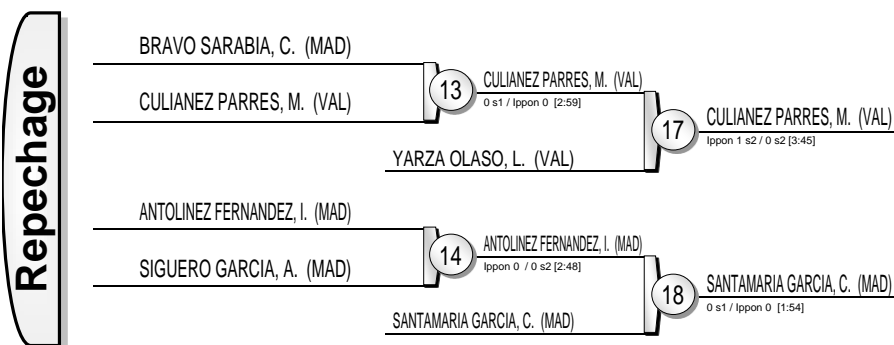 Repechage
BRAVO SARABIA, C. (MAD)
CULIANEZ PARRES, M. (VAL)
13
CULIANEZ PARRES, M. (VAL)
0 s1 / Ippon 0 [2:59]
YARZA OLASO, L. (VAL)
17
CULIANEZ PARRES, M. (VAL)
Ippon 1 s2 / 0 s2 [3:45]
ANTOLINEZ FERNANDEZ, I. (MAD)
SIGUERO GARCIA, A. (MAD)
14
ANTOLINEZ FERNANDEZ, I. (MAD)
Ippon 0 / 0 s2 [2:48]
SANTAMARIA GARCIA, C. (MAD)
18
SANTAMARIA GARCIA, C. (MAD)
0 s1 / Ippon 0 [1:54]